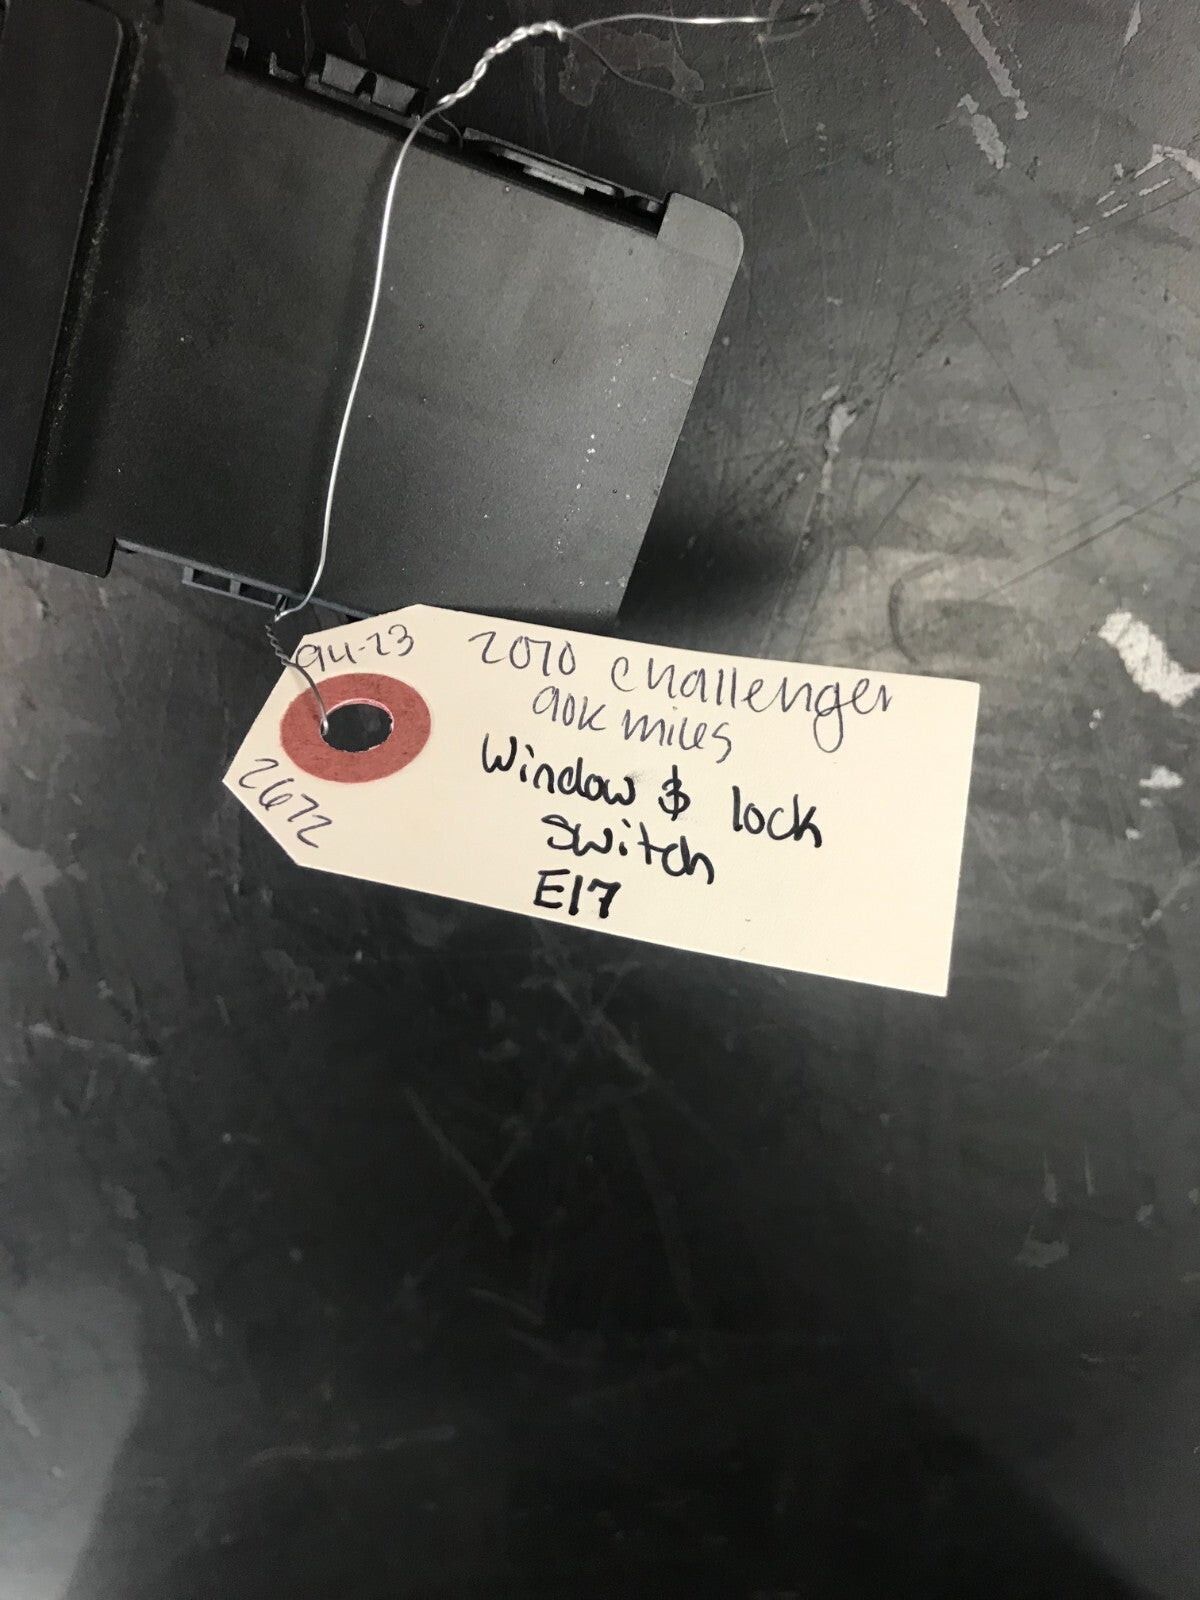 94-23
2010 challenger
90K miles
Window & lock
switch
E17
2672